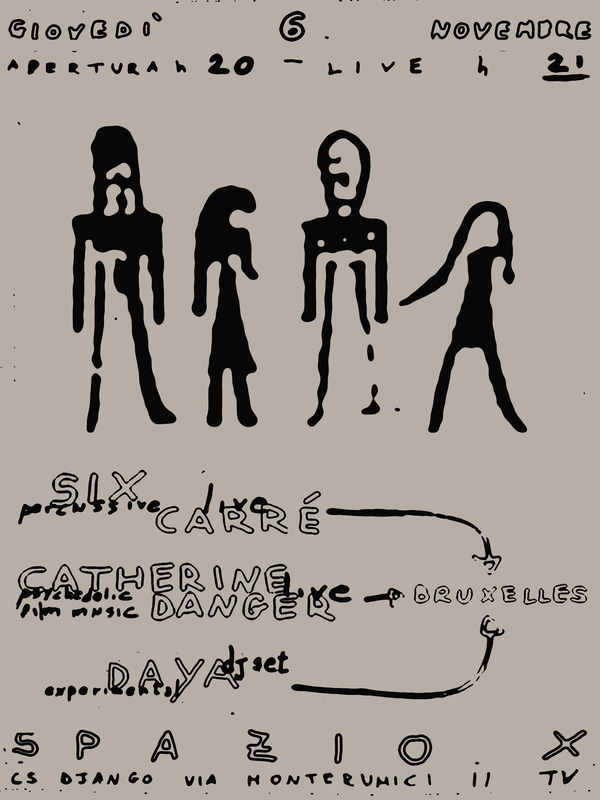 GIOVEDI` 6. NOVEMBRE
APERTURA h 20 – LIVE h 21
SIX
percussive live
CARRÉ
CATHERINE
psychedelic live BRUXELLES
film music DANGER
DAYA dj set
experimental
SPAZIO X
CS DJANGO VIA MONTERUMICI 11 TV